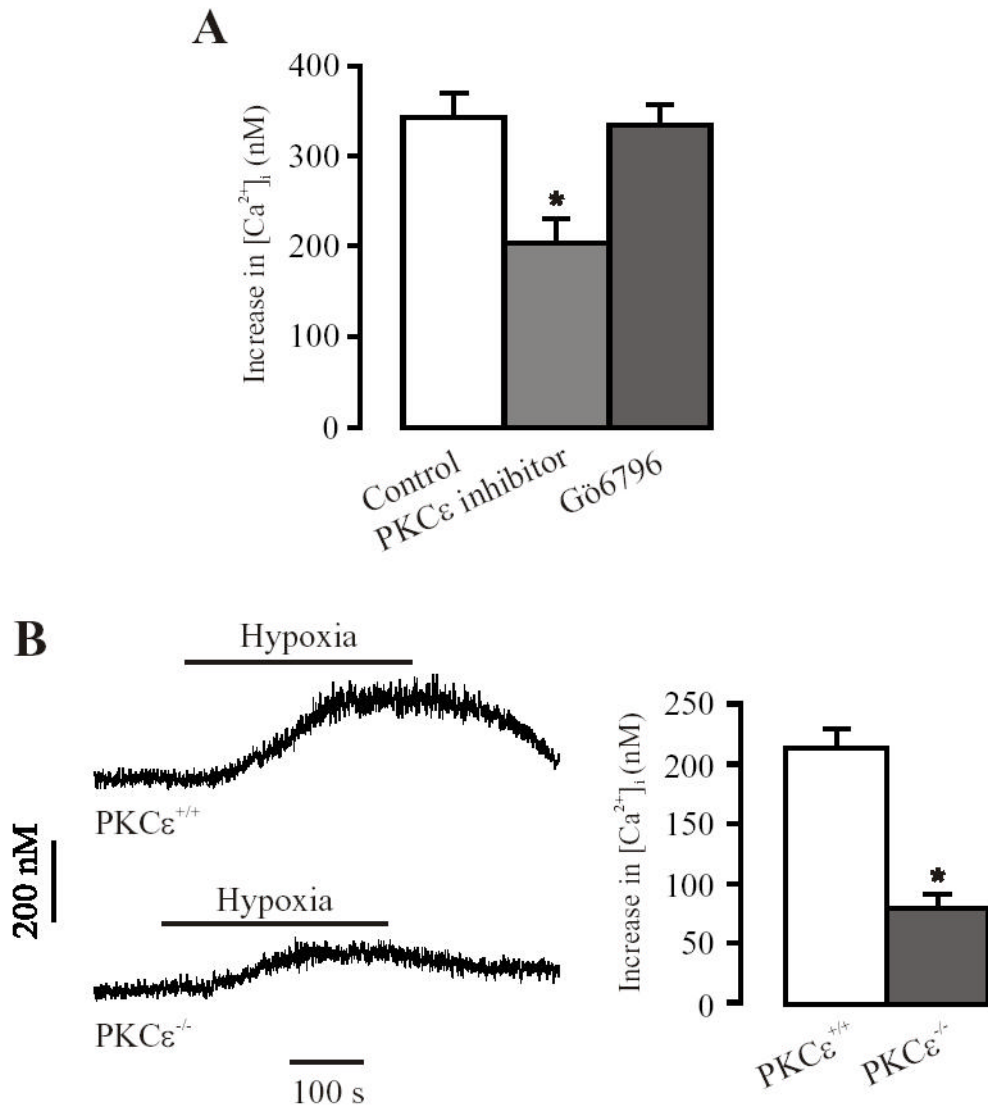 A
Increase in [Ca²⁺]ᵢ (nM)
400
300
200
100
0
*
Control
PKCε inhibitor
Gö6796
B
Hypoxia
PKCε⁺/⁺
200 nM
Hypoxia
PKCε⁻/⁻
100 s
Increase in [Ca²⁺]ᵢ (nM)
250
200
150
100
50
0
*
PKCε⁺/⁺
PKCε⁻/⁻